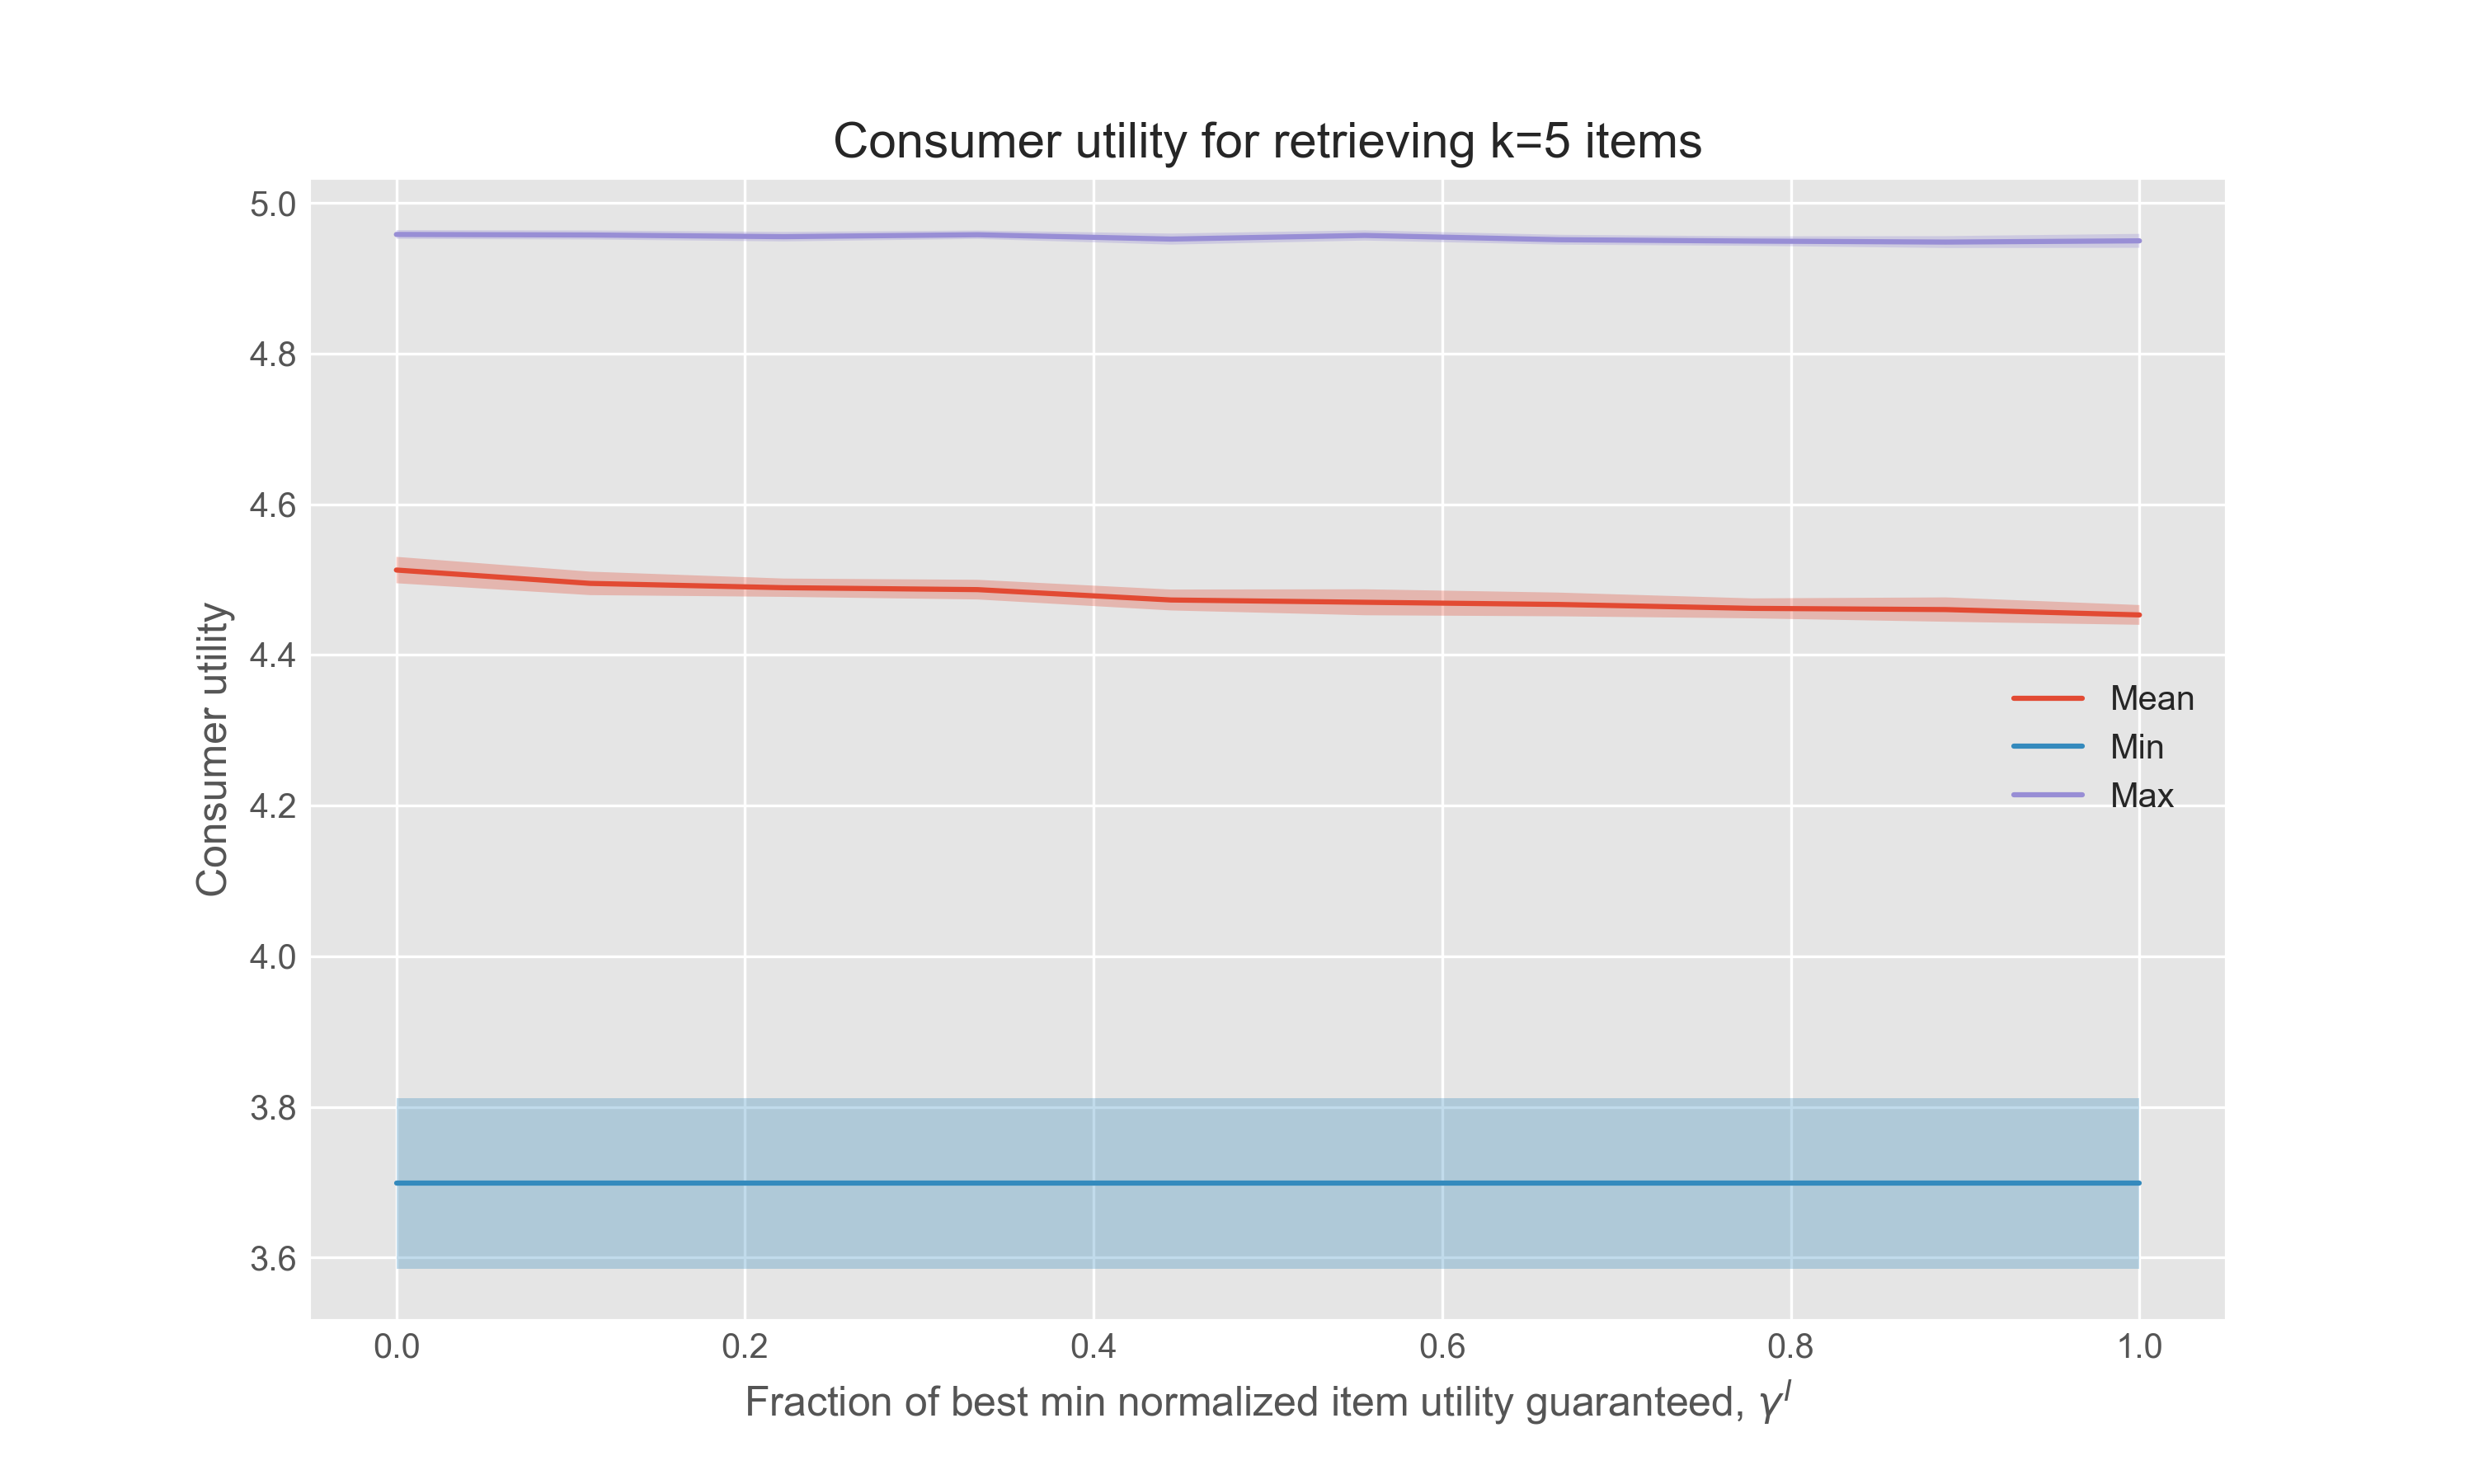 Consumer utility for retrieving k=5 items
5.0
4.8
4.6
4.4
4.2
4.0
3.8
3.6
Consumer utility
Mean
Min
Max
0.0 0.2 0.4 0.6 0.8 1.0
Fraction of best min normalized item utility guaranteed, γ^I